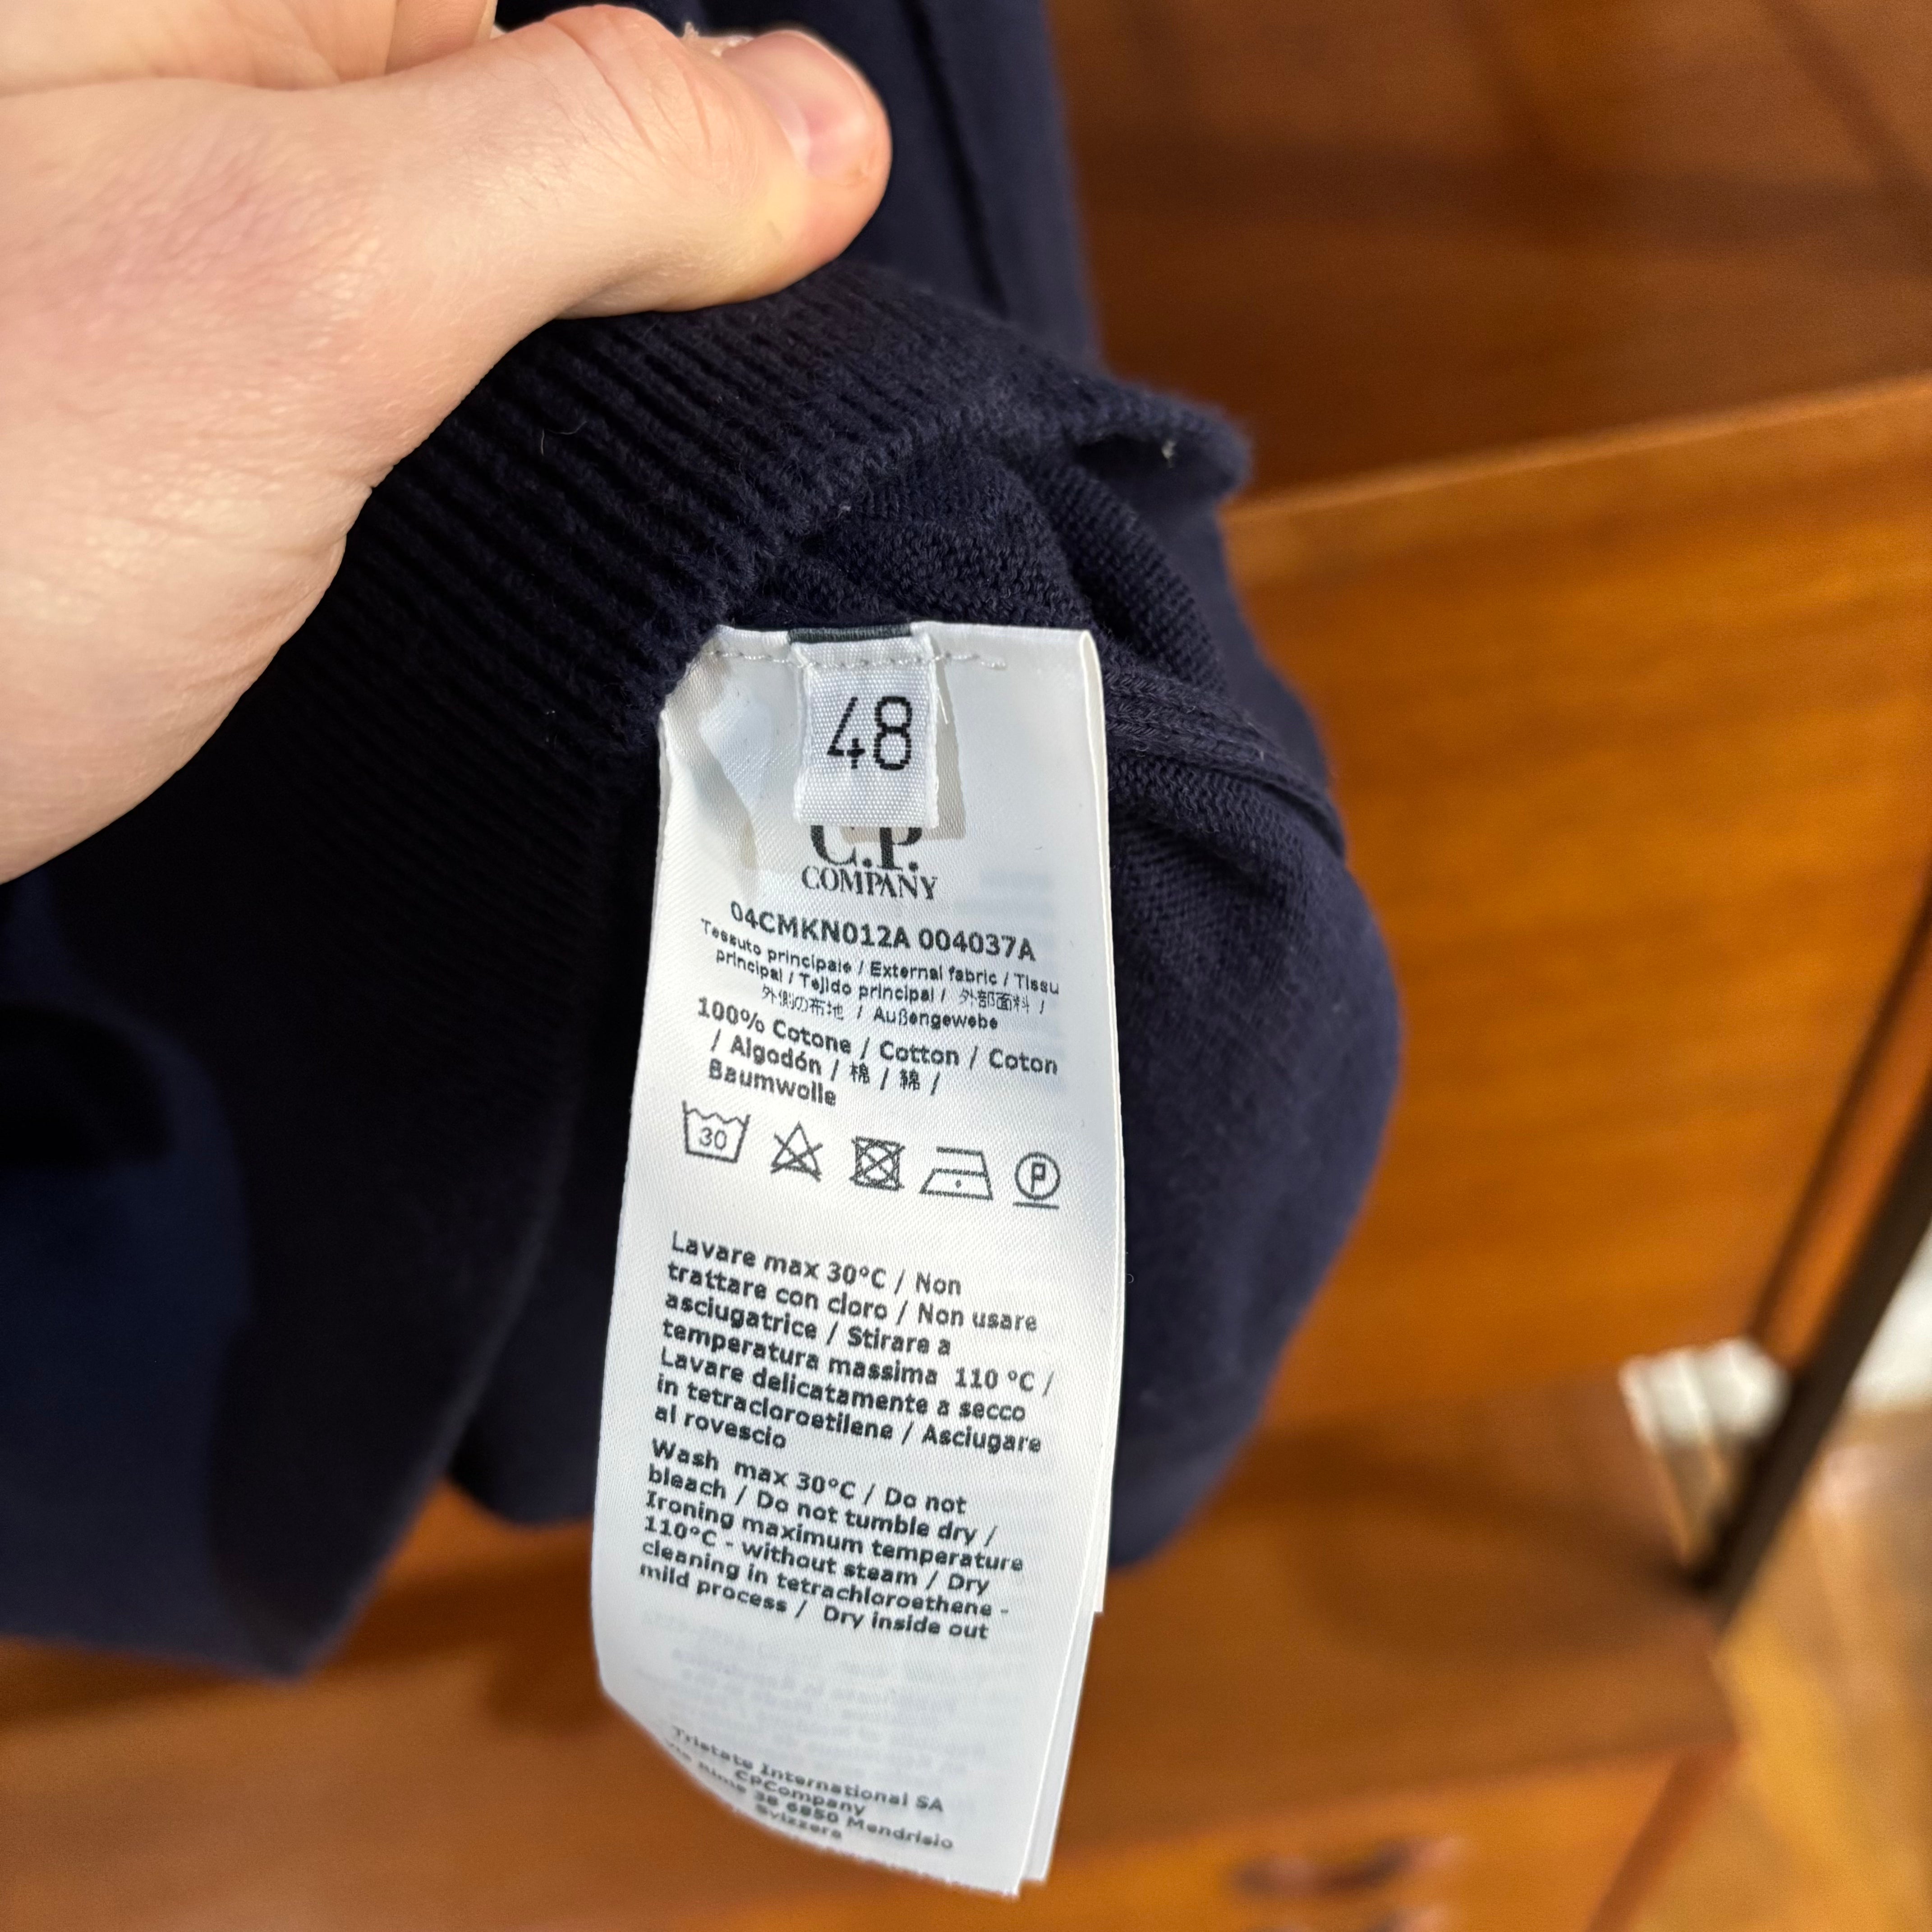 48
C.P.
COMPANY
04CMKN012A 004037A
Tessuto principale / External fabric / Tissu
principal / Tejido principal / 外部面料 /
外側の布地 / Außengewebe
100% Cotone / Cotton / Coton
/ Algodón / 棉 / 綿 /
Baumwolle
30
P
Lavare max 30°C / Non
trattare con cloro / Non usare
asciugatrice / Stirare a
temperatura massima 110 °C /
Lavare delicatamente a secco
in tetracloroetilene / Asciugare
al rovescio
Wash max 30°C / Do not
bleach / Do not tumble dry /
Ironing maximum temperature
110°C - without steam / Dry
cleaning in tetrachloroethene -
mild process / Dry inside out
Tristate International SA
CPCompany
38 6850 Mendrisio
Svizzera